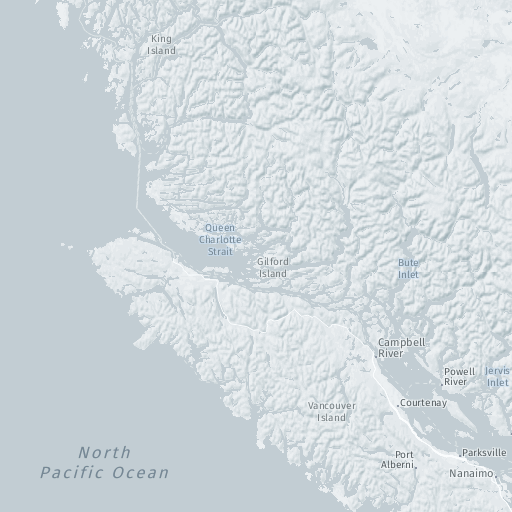 King
Island
Queen
Charlotte
Strait
Gilford
Island
Bute
Inlet
Campbell
River
Powell
River
Jervis
Inlet
Courtenay
Vancouver
Island
North
Pacific Ocean
Port
Alberni
Parksville
Nanaimo